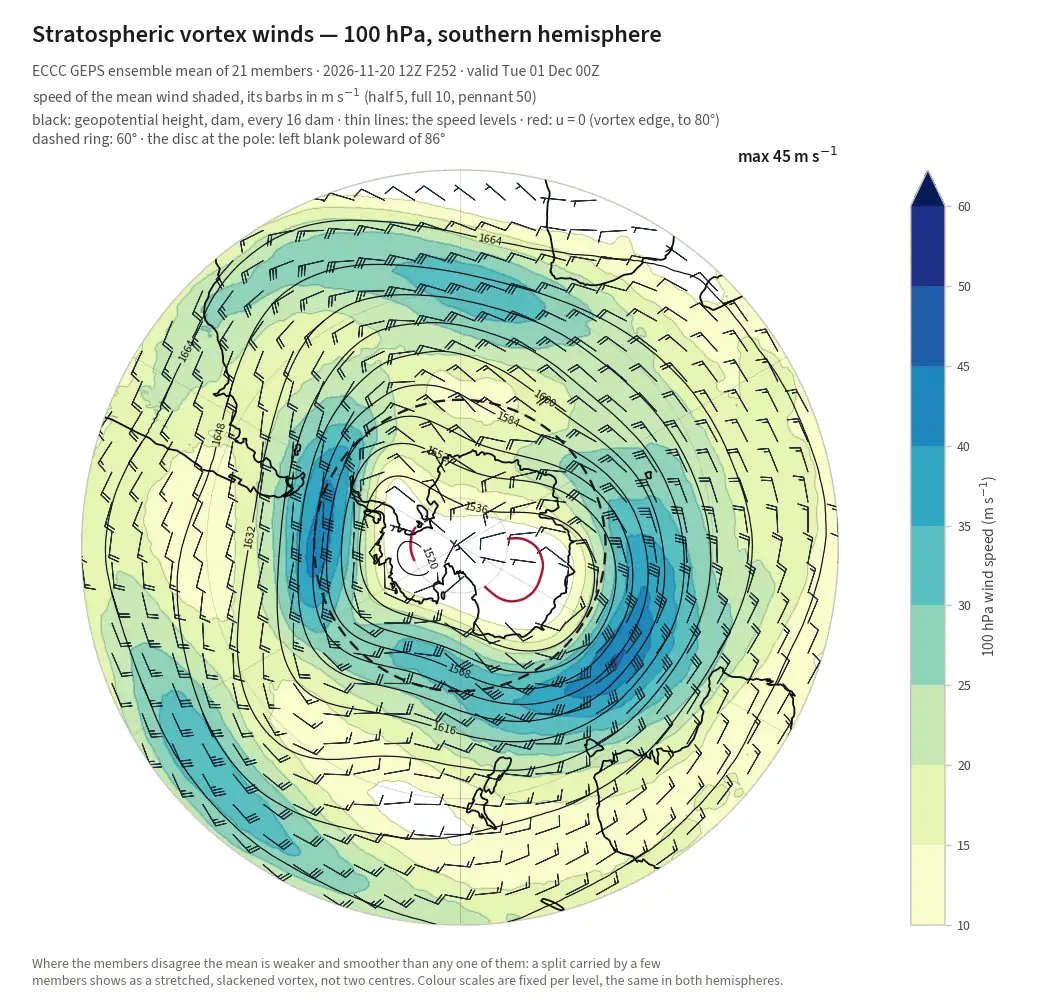 Stratospheric vortex winds — 100 hPa, southern hemisphere
ECCC GEPS ensemble mean of 21 members · 2026-11-20 12Z F252 · valid Tue 01 Dec 00Z
speed of the mean wind shaded, its barbs in m s⁻¹ (half 5, full 10, pennant 50)
black: geopotential height, dam, every 16 dam · thin lines: the speed levels · red: u = 0 (vortex edge, to 80°)
dashed ring: 60° · the disc at the pole: left blank poleward of 86°
max 45 m s⁻¹
60
50
45
40
35
30
25
20
15
10
100 hPa wind speed (m s⁻¹)
1664
1664
1648
1632
1600
1584
1536
1520
1568
1616
Where the members disagree the mean is weaker and smoother than any one of them: a split carried by a few
members shows as a stretched, slackened vortex, not two centres. Colour scales are fixed per level, the same in both hemispheres.